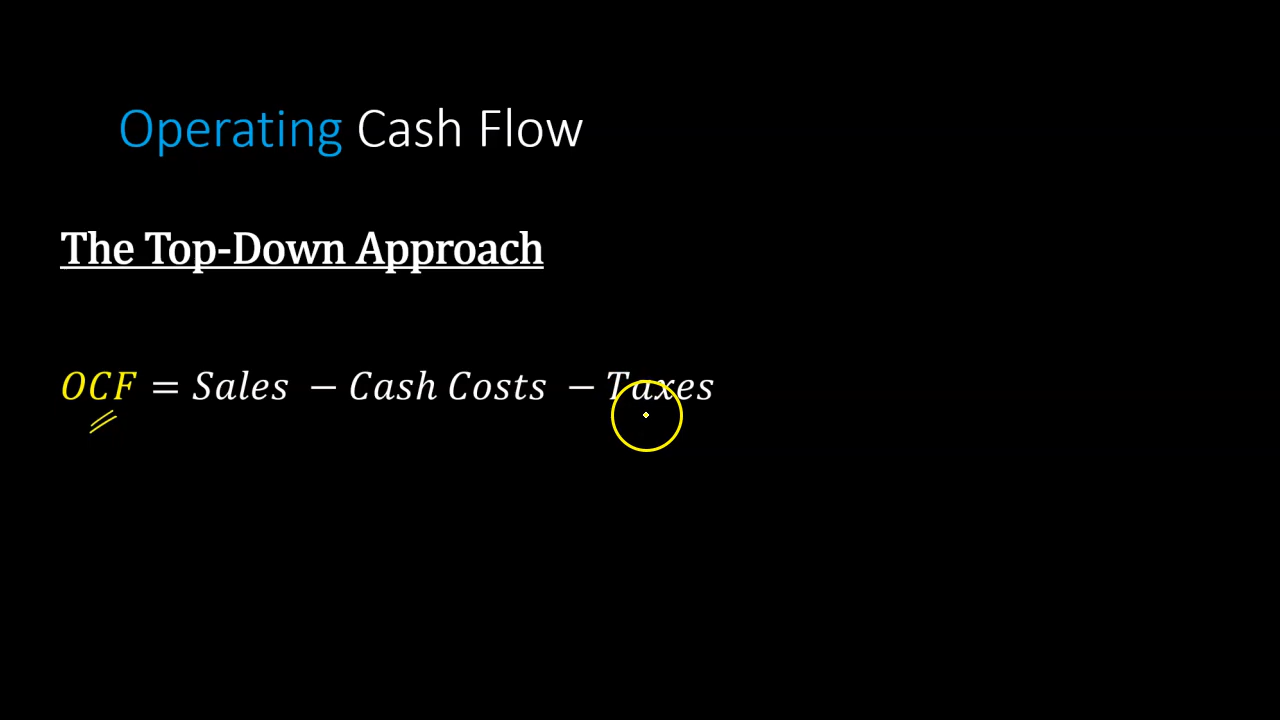 Operating Cash Flow
The Top-Down Approach
OCF = Sales − Cash Costs − Taxes